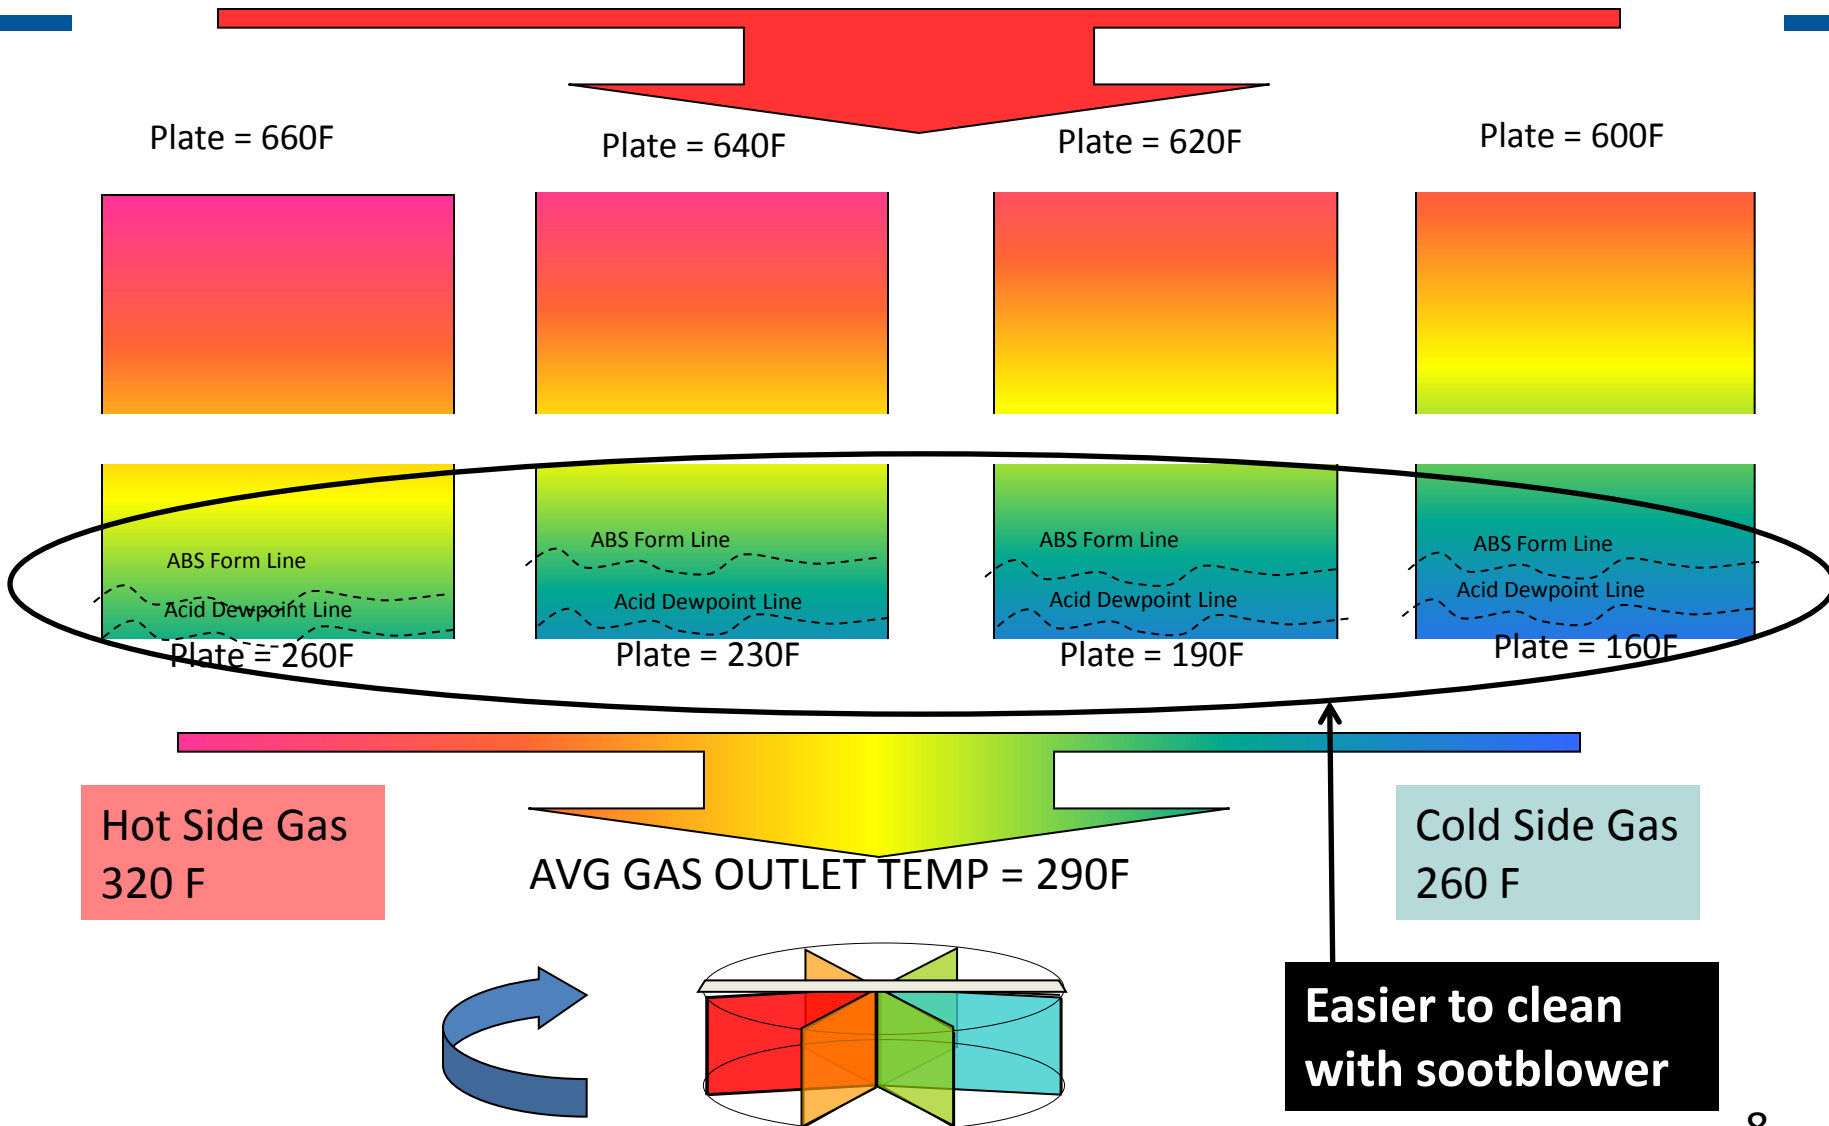 Plate = 660F
Plate = 640F
Plate = 620F
Plate = 600F
ABS Form Line
ABS Form Line
ABS Form Line
ABS Form Line
Acid Dewpoint Line
Acid Dewpoint Line
Acid Dewpoint Line
Acid Dewpoint Line
Plate = 260F
Plate = 230F
Plate = 190F
Plate = 160F
Hot Side Gas
320 F
AVG GAS OUTLET TEMP = 290F
Cold Side Gas
260 F
Easier to clean
with sootblower
8